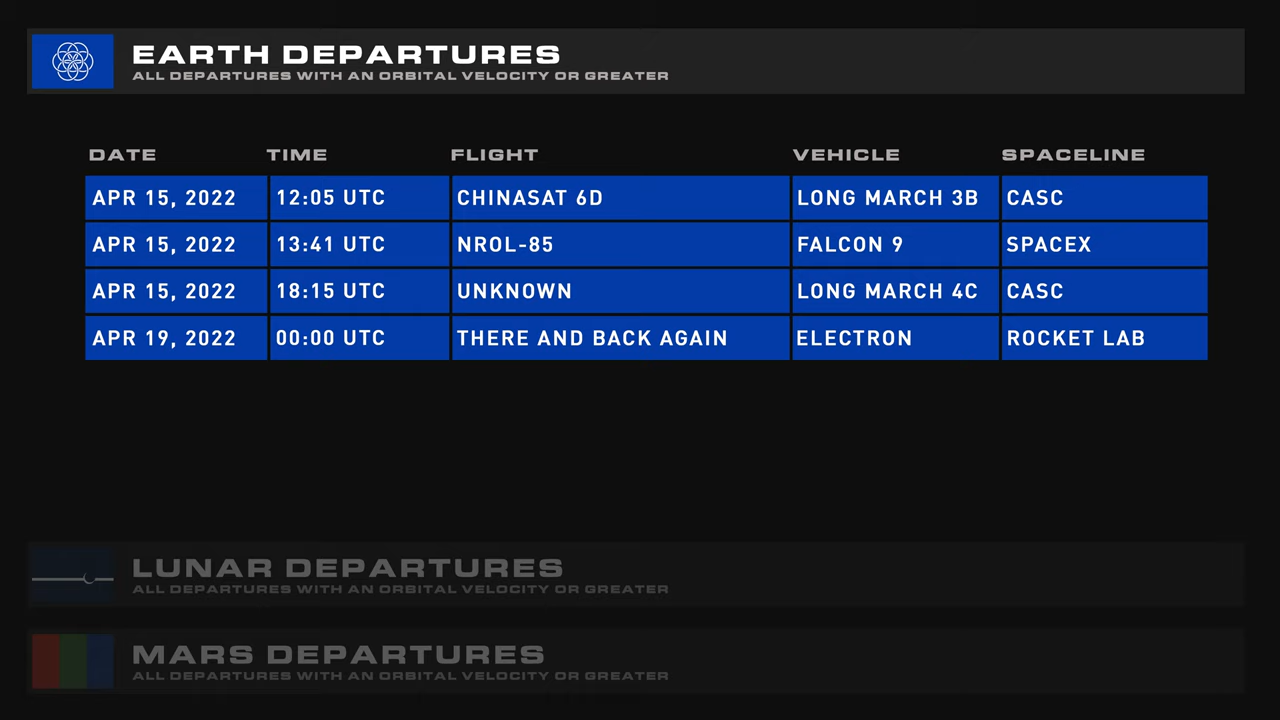 EARTH DEPARTURES
ALL DEPARTURES WITH AN ORBITAL VELOCITY OR GREATER
DATE TIME FLIGHT VEHICLE SPACELINE
APR 15, 2022 12:05 UTC CHINASAT 6D LONG MARCH 3B CASC
APR 15, 2022 13:41 UTC NROL-85 FALCON 9 SPACEX
APR 15, 2022 18:15 UTC UNKNOWN LONG MARCH 4C CASC
APR 19, 2022 00:00 UTC THERE AND BACK AGAIN ELECTRON ROCKET LAB
LUNAR DEPARTURES
ALL DEPARTURES WITH AN ORBITAL VELOCITY OR GREATER
MARS DEPARTURES
ALL DEPARTURES WITH AN ORBITAL VELOCITY OR GREATER